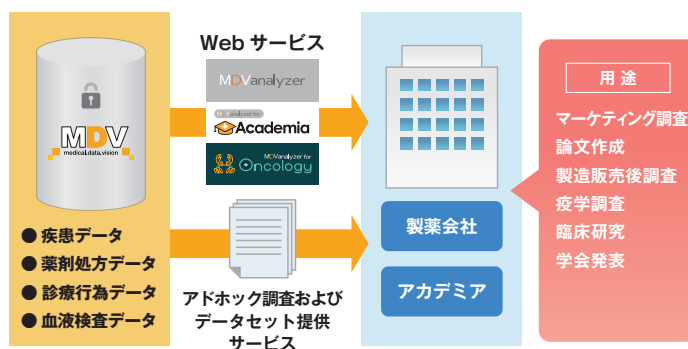 MDV
medical.data.vision
● 疾患データ
● 薬剤処方データ
● 診療行為データ
● 血液検査データ
Web サービス
MDVanalyzer
MDVanalyzer for
Academia
MDVanalyzer for
Oncology
アドホック調査および
データセット提供
サービス
製薬会社
アカデミア
用 途
マーケティング調査
論文作成
製造販売後調査
疫学調査
臨床研究
学会発表